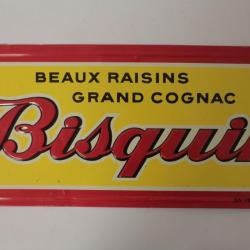 BEAUX RAISINS
GRAND COGNAC
Bisqui